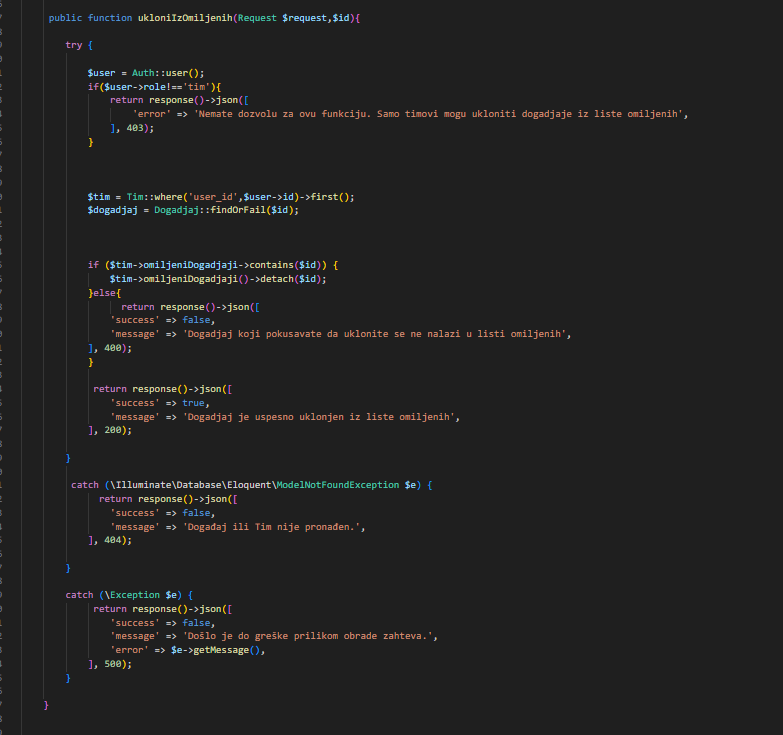 public function ukloniIzOmiljenih(Request $request,$id){
try {
$user = Auth::user();
if($user->role!=='tim'){
return response()->json([
'error' => 'Nemate dozvolu za ovu funkciju. Samo timovi mogu ukloniti dogadjaje iz liste omiljenih',
], 403);
}
$tim = Tim::where('user_id',$user->id)->first();
$dogadjaj = Dogadjaj::findOrFail($id);
if ($tim->omiljeniDogadjaji->contains($id)) {
$tim->omiljeniDogadjaji()->detach($id);
}else{
return response()->json([
'success' => false,
'message' => 'Dogadjaj koji pokusavate da uklonite se ne nalazi u listi omiljenih',
], 400);
}
return response()->json([
'success' => true,
'message' => 'Dogadjaj je uspesno uklonjen iz liste omiljenih',
], 200);
}
catch (\Illuminate\Database\Eloquent\ModelNotFoundException $e) {
return response()->json([
'success' => false,
'message' => 'Događaj ili Tim nije pronađen.',
], 404);
}
catch (\Exception $e) {
return response()->json([
'success' => false,
'message' => 'Došlo je do greške prilikom obrade zahteva.',
'error' => $e->getMessage(),
], 500);
}
}